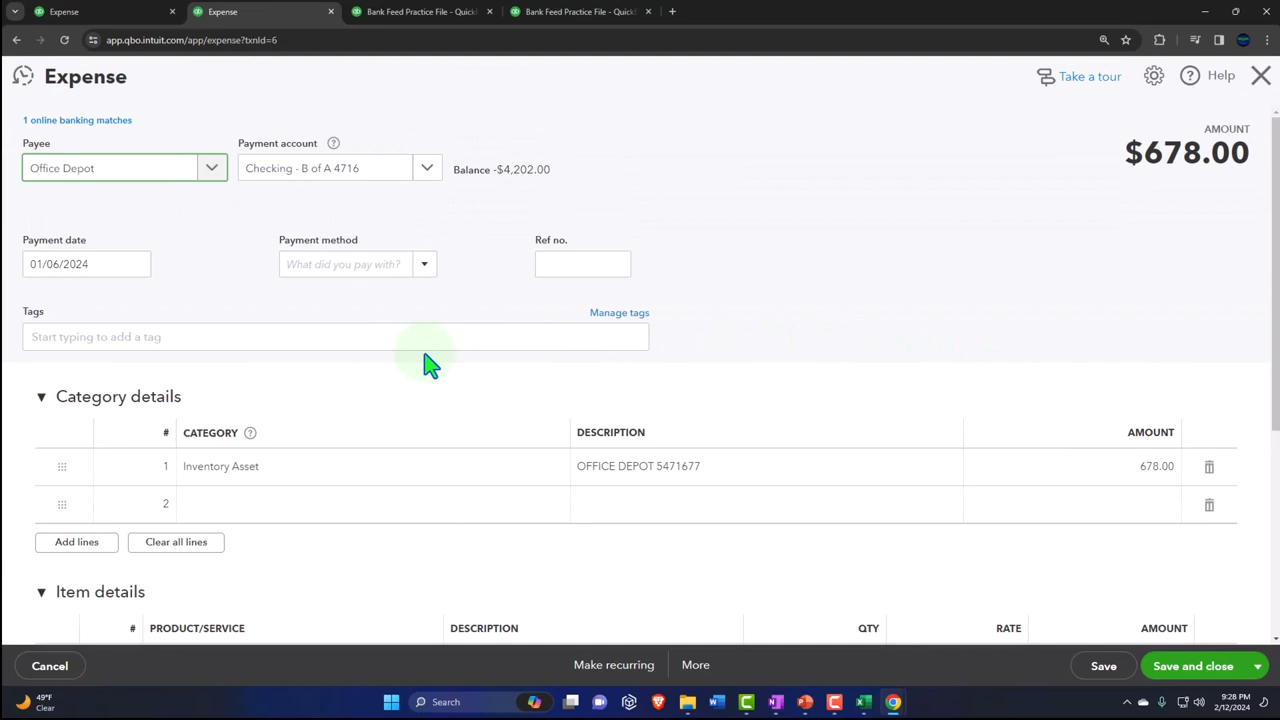 Expense
Expense
Bank Feed Practice File - Quickl
Bank Feed Practice File - Quickl
app.qbo.intuit.com/app/expense?txnId=6
Expense
Take a tour
Help
1 online banking matches
AMOUNT
$678.00
Payee
Payment account
Office Depot
Checking - B of A 4716
Balance -$4,202.00
Payment date
Payment method
Ref no.
01/06/2024
What did you pay with?
Tags
Manage tags
Start typing to add a tag
Category details
# CATEGORY DESCRIPTION AMOUNT
1 Inventory Asset OFFICE DEPOT 5471677 678.00
2
Add lines
Clear all lines
Item details
# PRODUCT/SERVICE DESCRIPTION QTY RATE AMOUNT
Cancel
Make recurring
More
Save
Save and close
49°F
Clear
Search
9:28 PM
2/12/2024